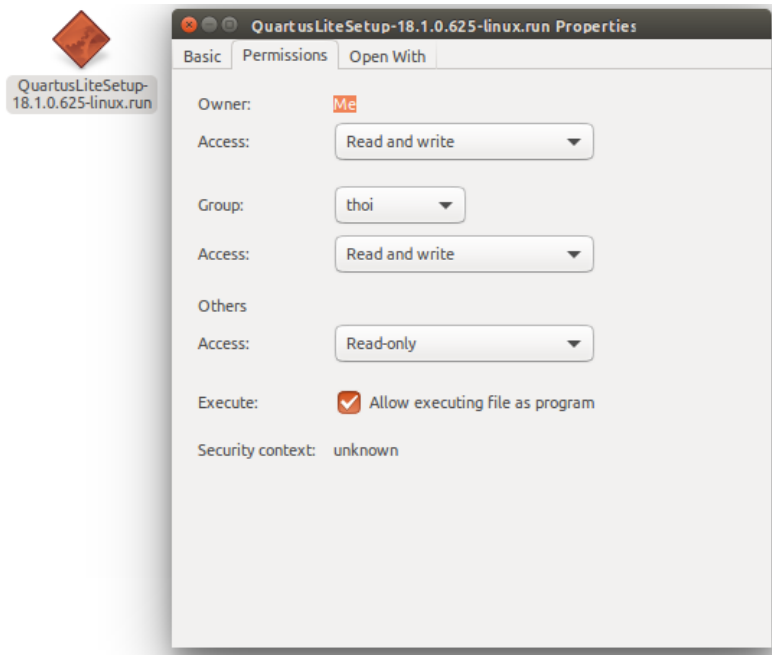 QuartusLiteSetup-
18.1.0.625-linux.run
QuartusLiteSetup-18.1.0.625-linux.run Properties
Basic Permissions Open With
Owner: Me
Access: Read and write
Group: thoi
Access: Read and write
Others
Access: Read-only
Execute: Allow executing file as program
Security context: unknown